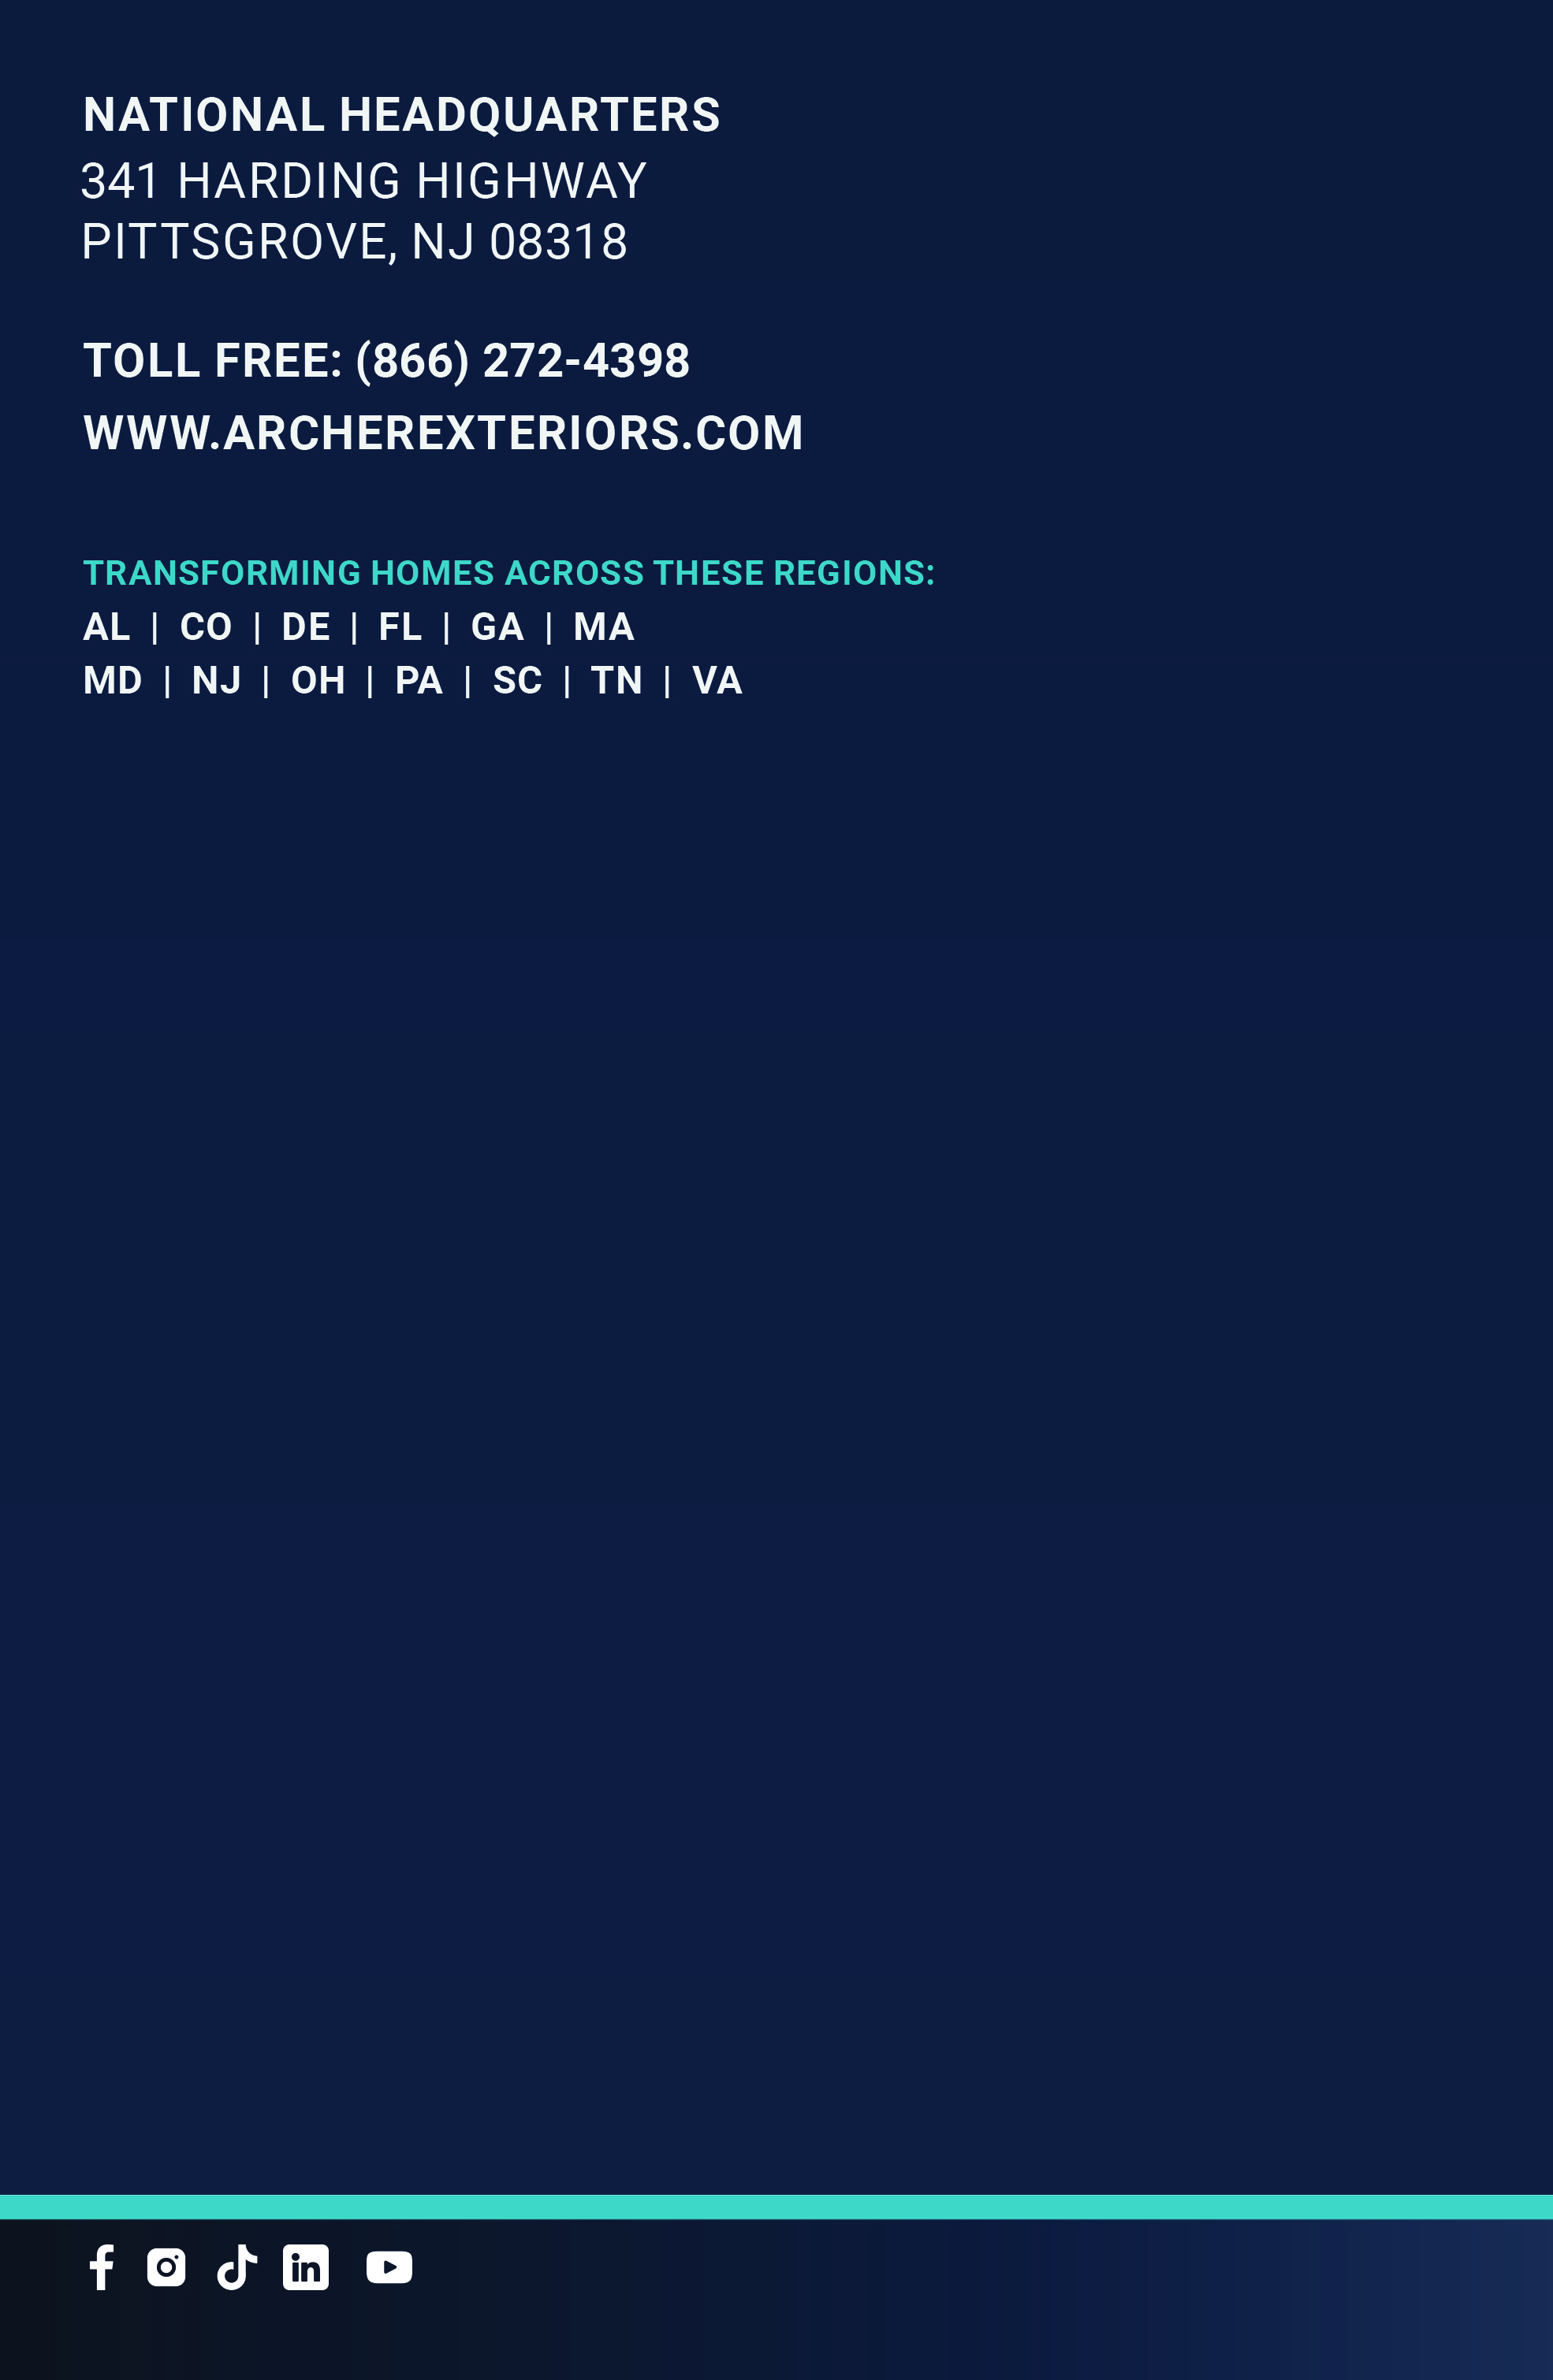 NATIONAL HEADQUARTERS
341 HARDING HIGHWAY
PITTSGROVE, NJ 08318
TOLL FREE: (866) 272-4398
WWW.ARCHEREXTERIORS.COM
TRANSFORMING HOMES ACROSS THESE REGIONS:
AL | CO | DE | FL | GA | MA
MD | NJ | OH | PA | SC | TN | VA